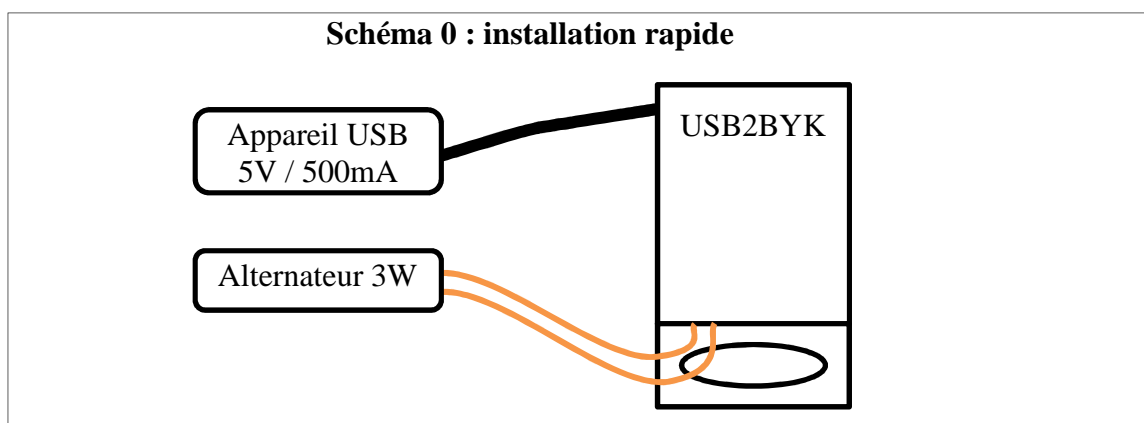 Schéma 0 : installation rapide
Appareil USB
5V / 500mA
USB2BYK
Alternateur 3W